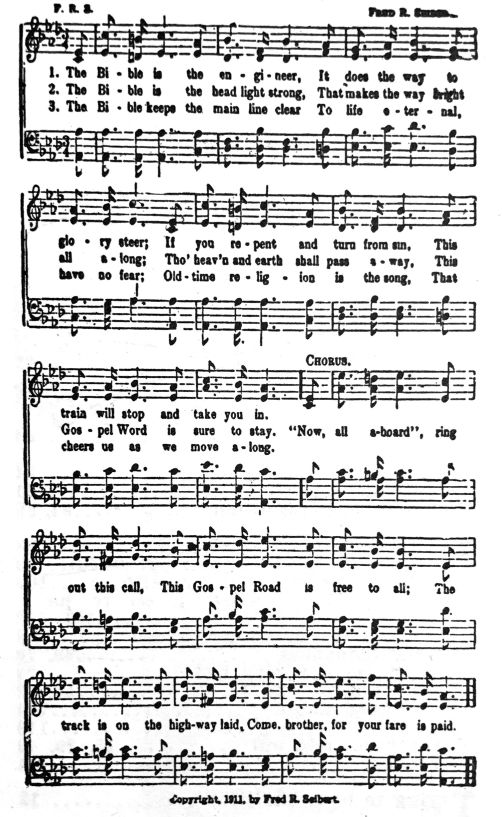 F. R. S.
FRED R. SEIBERT.
1. The Bi - ble is the en - gi - neer, It does the way to
2. The Bi - ble is the head light strong, That makes the way bright
3. The Bi - ble keeps the main line clear To life e - ter - nal,
glo - ry steer; If you re - pent and turn from sin, This
all a - long; Tho' heav'n and earth shall pass a - way, This
have no fear; Old - time re - lig - ion is the song, That
CHORUS.
train will stop and take you in.
Gos - pel Word is sure to stay. "Now, all a-board", ring
cheers us as we move a - long.
out this call, This Gos - pel Road is free to all; The
track is on the high-way laid, Come. brother, for your fare is paid.
Copyright, 1911, by Fred R. Seibert.